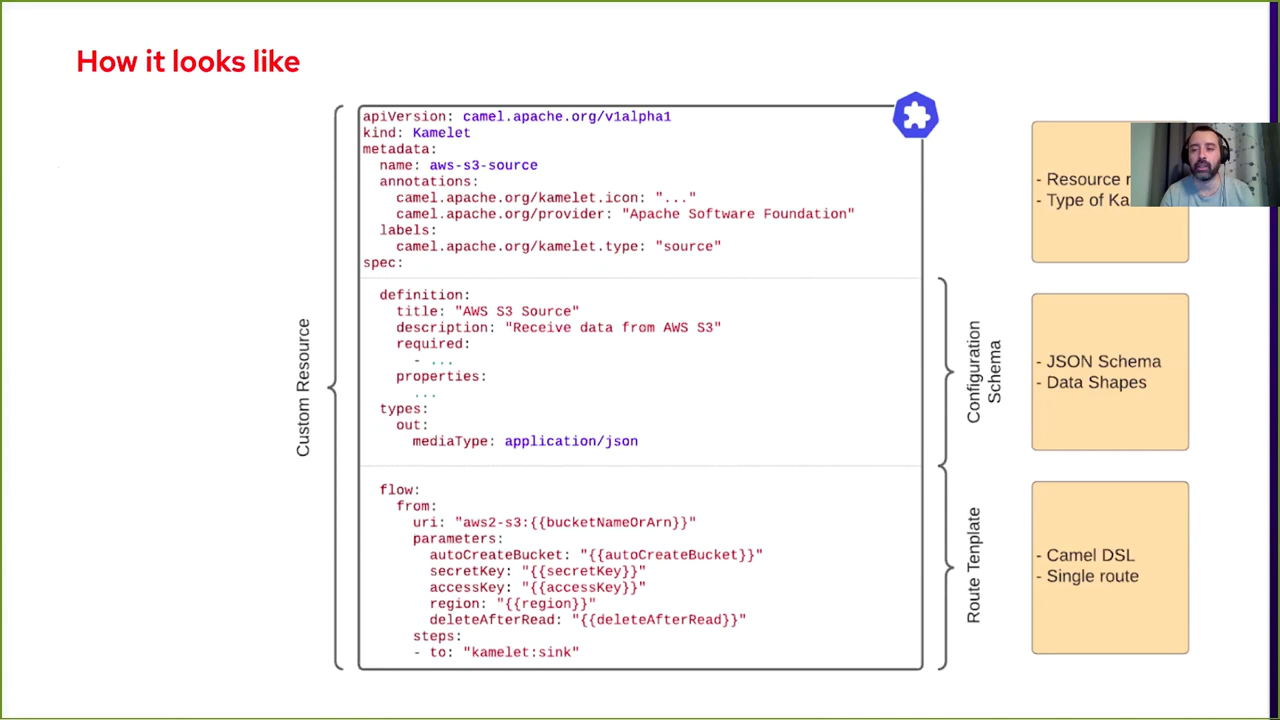 How it looks like
Custom Resource
apiVersion: camel.apache.org/v1alpha1
kind: Kamelet
metadata:
  name: aws-s3-source
  annotations:
    camel.apache.org/kamelet.icon: "..."
    camel.apache.org/provider: "Apache Software Foundation"
  labels:
    camel.apache.org/kamelet.type: "source"
spec:
  definition:
    title: "AWS S3 Source"
    description: "Receive data from AWS S3"
    required:
      - ...
    properties:
      ...
  types:
    out:
      mediaType: application/json
  flow:
    from:
      uri: "aws2-s3:{{bucketNameOrArn}}"
      parameters:
        autoCreateBucket: "{{autoCreateBucket}}"
        secretKey: "{{secretKey}}"
        accessKey: "{{accessKey}}"
        region: "{{region}}"
        deleteAfterRead: "{{deleteAfterRead}}"
      steps:
      - to: "kamelet:sink"
Configuration
Schema
Route Tenplate
- Resource
- Type of
- JSON Schema
- Data Shapes
- Camel DSL
- Single route